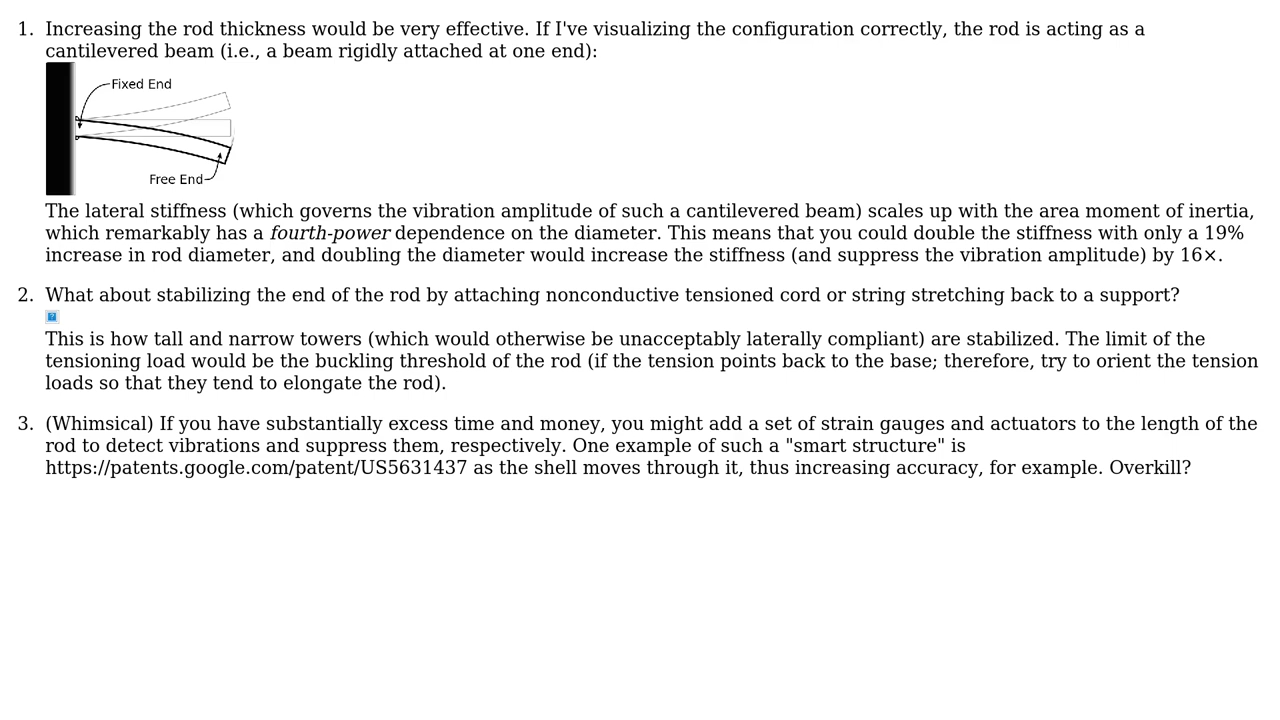 1. Increasing the rod thickness would be very effective. If I've visualizing the configuration correctly, the rod is acting as a
cantilevered beam (i.e., a beam rigidly attached at one end):
Fixed End
Free End
The lateral stiffness (which governs the vibration amplitude of such a cantilevered beam) scales up with the area moment of inertia,
which remarkably has a fourth-power dependence on the diameter. This means that you could double the stiffness with only a 19%
increase in rod diameter, and doubling the diameter would increase the stiffness (and suppress the vibration amplitude) by 16×.
2. What about stabilizing the end of the rod by attaching nonconductive tensioned cord or string stretching back to a support?
?
This is how tall and narrow towers (which would otherwise be unacceptably laterally compliant) are stabilized. The limit of the
tensioning load would be the buckling threshold of the rod (if the tension points back to the base; therefore, try to orient the tension
loads so that they tend to elongate the rod).
3. (Whimsical) If you have substantially excess time and money, you might add a set of strain gauges and actuators to the length of the
rod to detect vibrations and suppress them, respectively. One example of such a "smart structure" is
https://patents.google.com/patent/US5631437 as the shell moves through it, thus increasing accuracy, for example. Overkill?